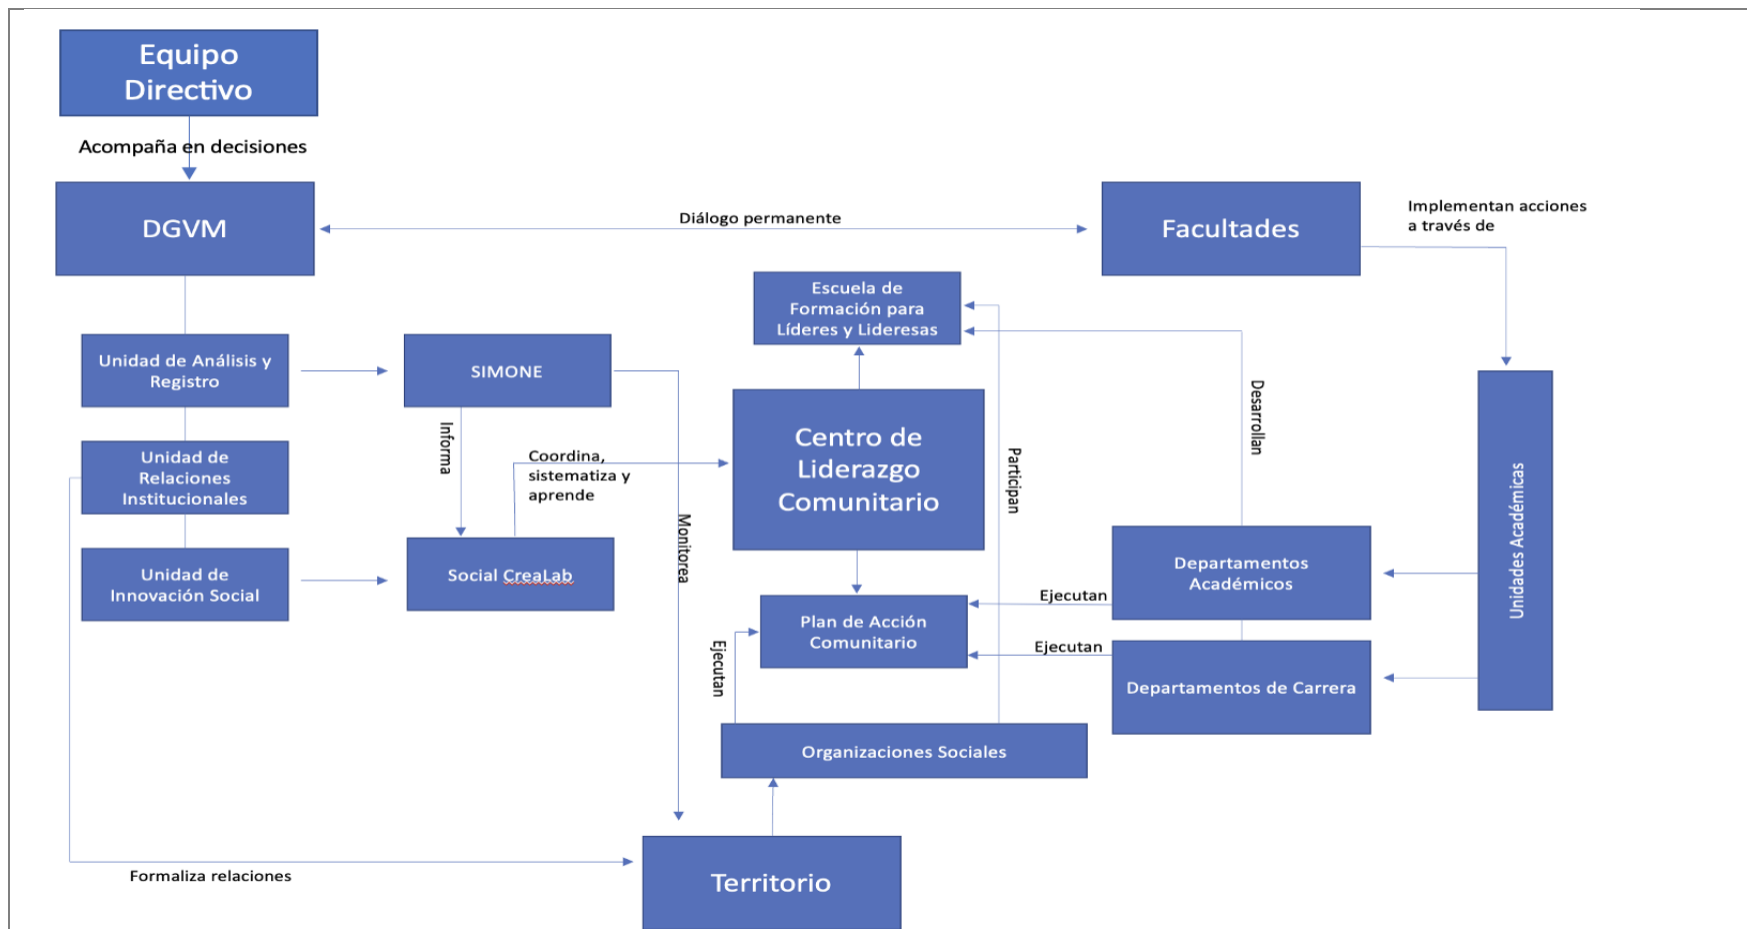 Equipo
Directivo
Acompaña en decisiones
DGVM
Diálogo permanente
Facultades
Implementan acciones
a través de
Escuela de
Formación para
Líderes y Lideresas
Unidad de Análisis y
Registro
SIMONE
Informa
Coordina,
sistematiza y
aprende
Centro de
Liderazgo
Comunitario
Participan
Desarrollan
Unidades Académicas
Unidad de
Relaciones
Institucionales
Monitorea
Unidad de
Innovación Social
Social CreaLab
Departamentos
Académicos
Ejecutan
Plan de Acción
Comunitario
Ejecutan
Ejecutan
Departamentos de Carrera
Organizaciones Sociales
Formaliza relaciones
Territorio